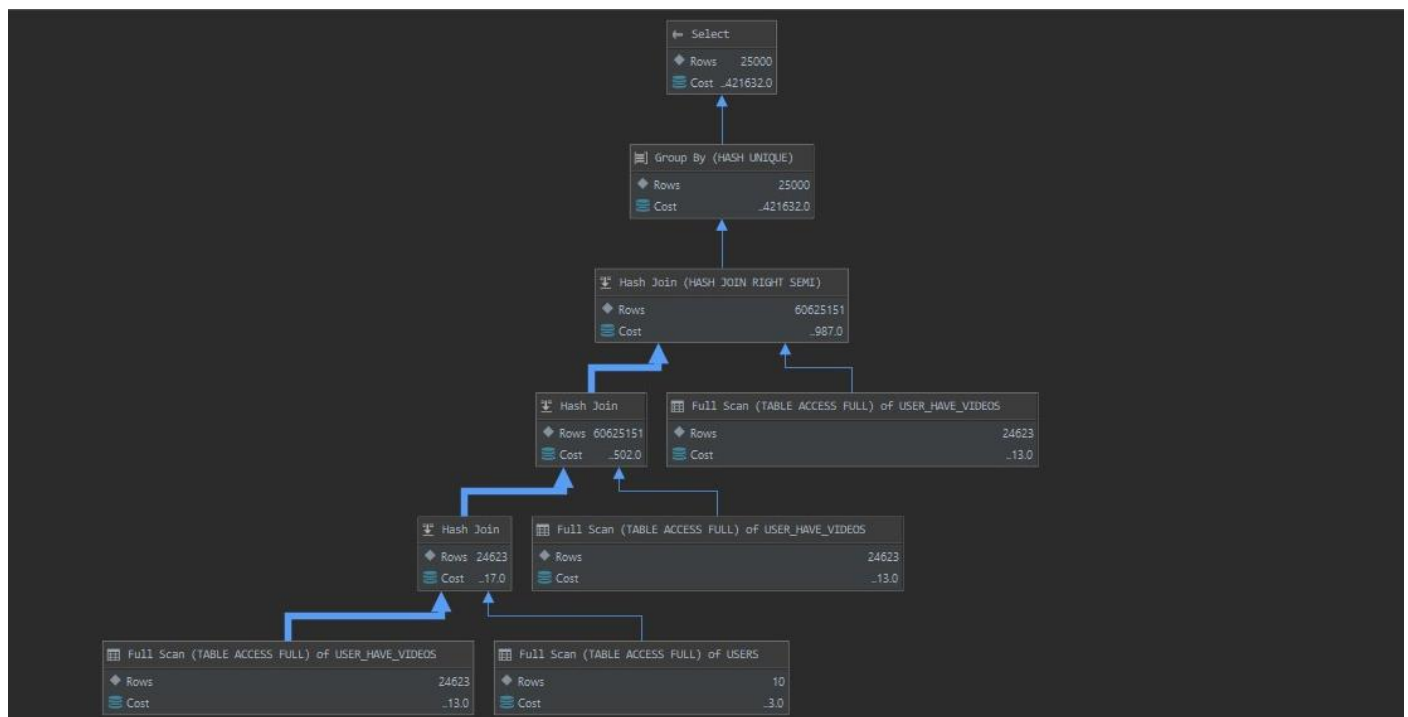 Select
Rows 25000
Cost ..421632.0
Group By (HASH UNIQUE)
Rows 25000
Cost ..421632.0
Hash Join (HASH JOIN RIGHT SEMI)
Rows 60625151
Cost ..987.0
Hash Join
Rows 60625151
Cost ..502.0
Full Scan (TABLE ACCESS FULL) of USER_HAVE_VIDEOS
Rows 24623
Cost ..13.0
Hash Join
Rows 24623
Cost ..17.0
Full Scan (TABLE ACCESS FULL) of USER_HAVE_VIDEOS
Rows 24623
Cost ..13.0
Full Scan (TABLE ACCESS FULL) of USER_HAVE_VIDEOS
Rows 24623
Cost ..13.0
Full Scan (TABLE ACCESS FULL) of USERS
Rows 10
Cost ..3.0